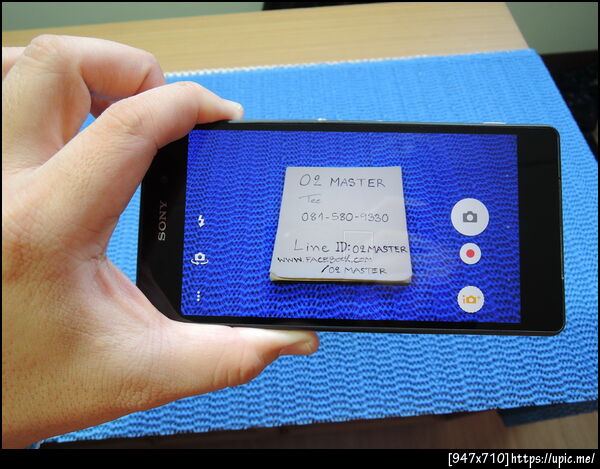 SONY
O2 MASTER
Tee
081-580-9330
Line ID: O2MASTER
WWW.FACEBOOK.COM
/O2 MASTER
[947x710]https://upic.me/